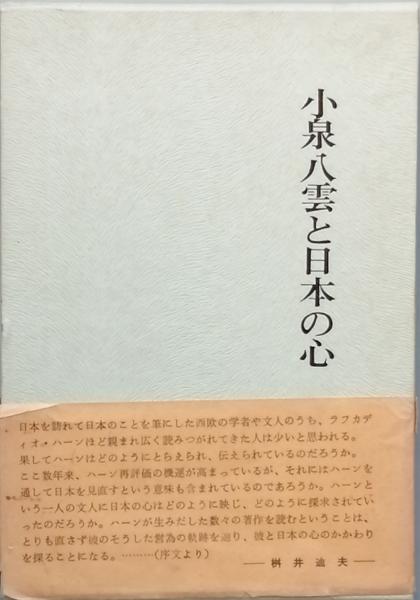 小泉八雲と日本の心
日本を訪れて日本のことを筆にした西欧の学者や文人のうち、ラフカデ
ィオ・ハーンほど親まれ広く読みつがれてきた人は少いと思われる。
果してハーンはどのようにとらえられ、伝えられているのだろうか。
ここ数年来、ハーン再評価の機運が高まっているが、それにはハーンを
通して日本を見直すという意味も含まれているのであろうか。ハーンと
いう一人の文人に日本の心はどのように映じ、どのように探求されてい
ったのだろうか。ハーンが生みだした数々の著作を読むということは、
とりも直さず彼のそうした営為の軌跡を辿り、彼と日本の心のかかわり
を探ることになる。………(序文より)
——桝井迪夫——